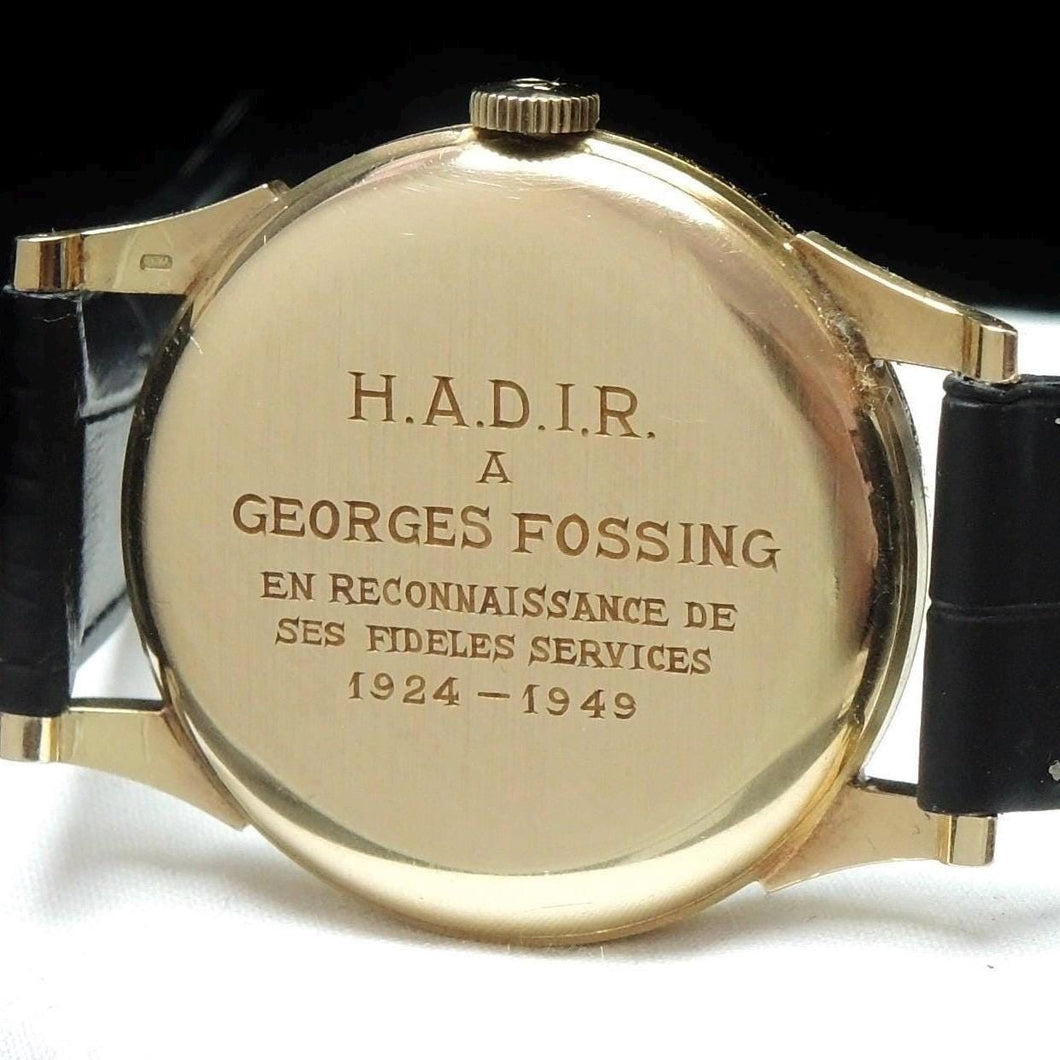 H.A.D.I.R.
A
GEORGES FOSSING
EN RECONNAISSANCE DE
SES FIDELES SERVICES
1924 – 1949